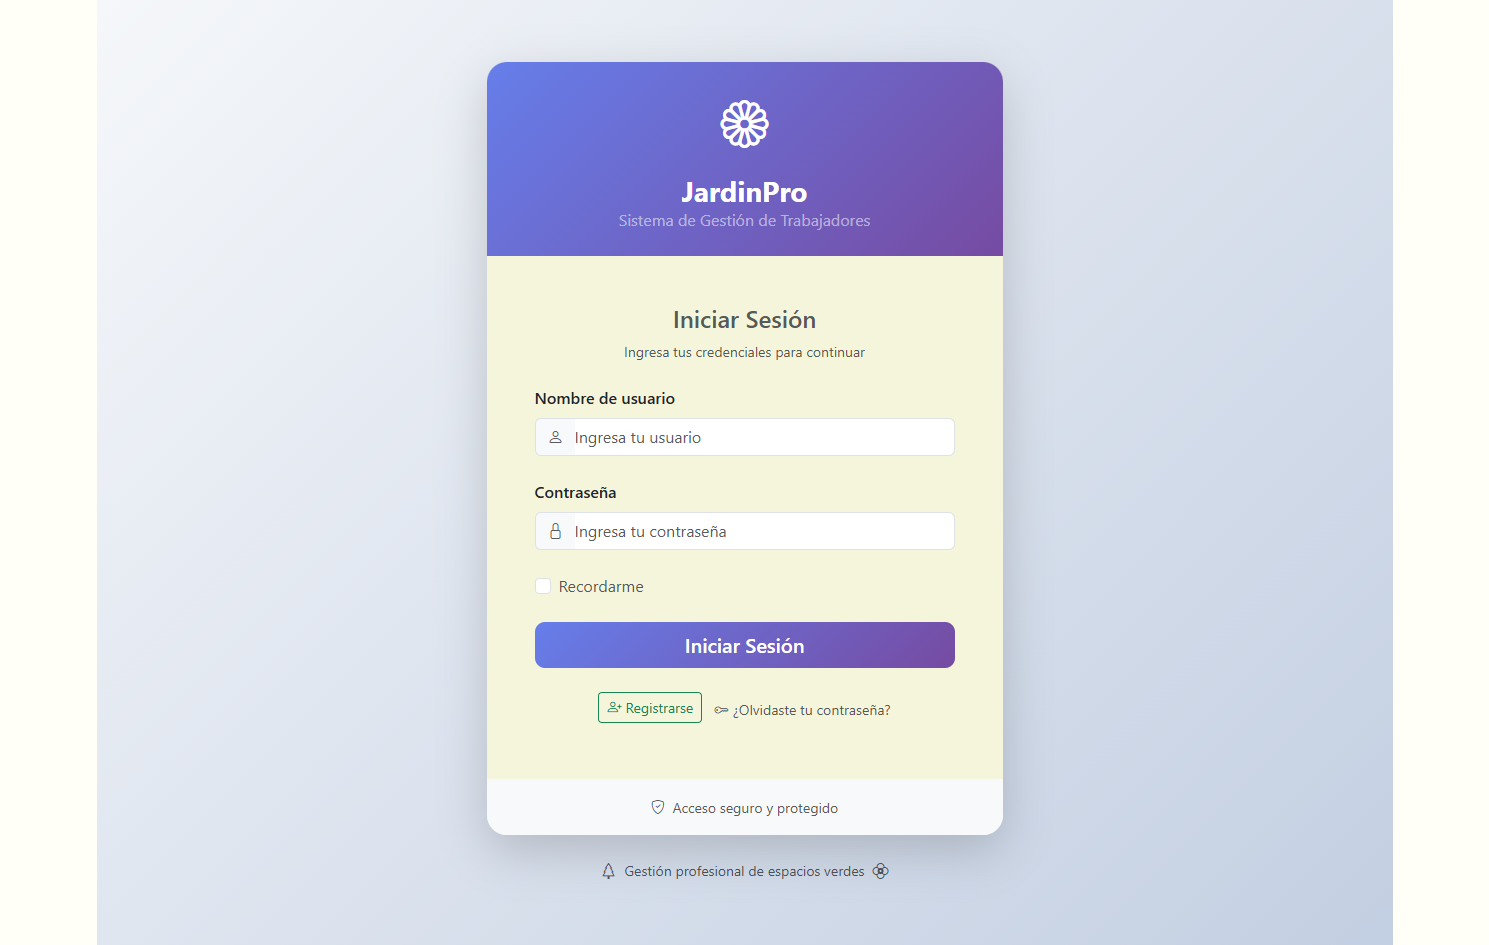 JardinPro
Sistema de Gestión de Trabajadores
Iniciar Sesión
Ingresa tus credenciales para continuar
Nombre de usuario
Ingresa tu usuario
Contraseña
Ingresa tu contraseña
Recordarme
Iniciar Sesión
Registrarse ¿Olvidaste tu contraseña?
Acceso seguro y protegido
Gestión profesional de espacios verdes